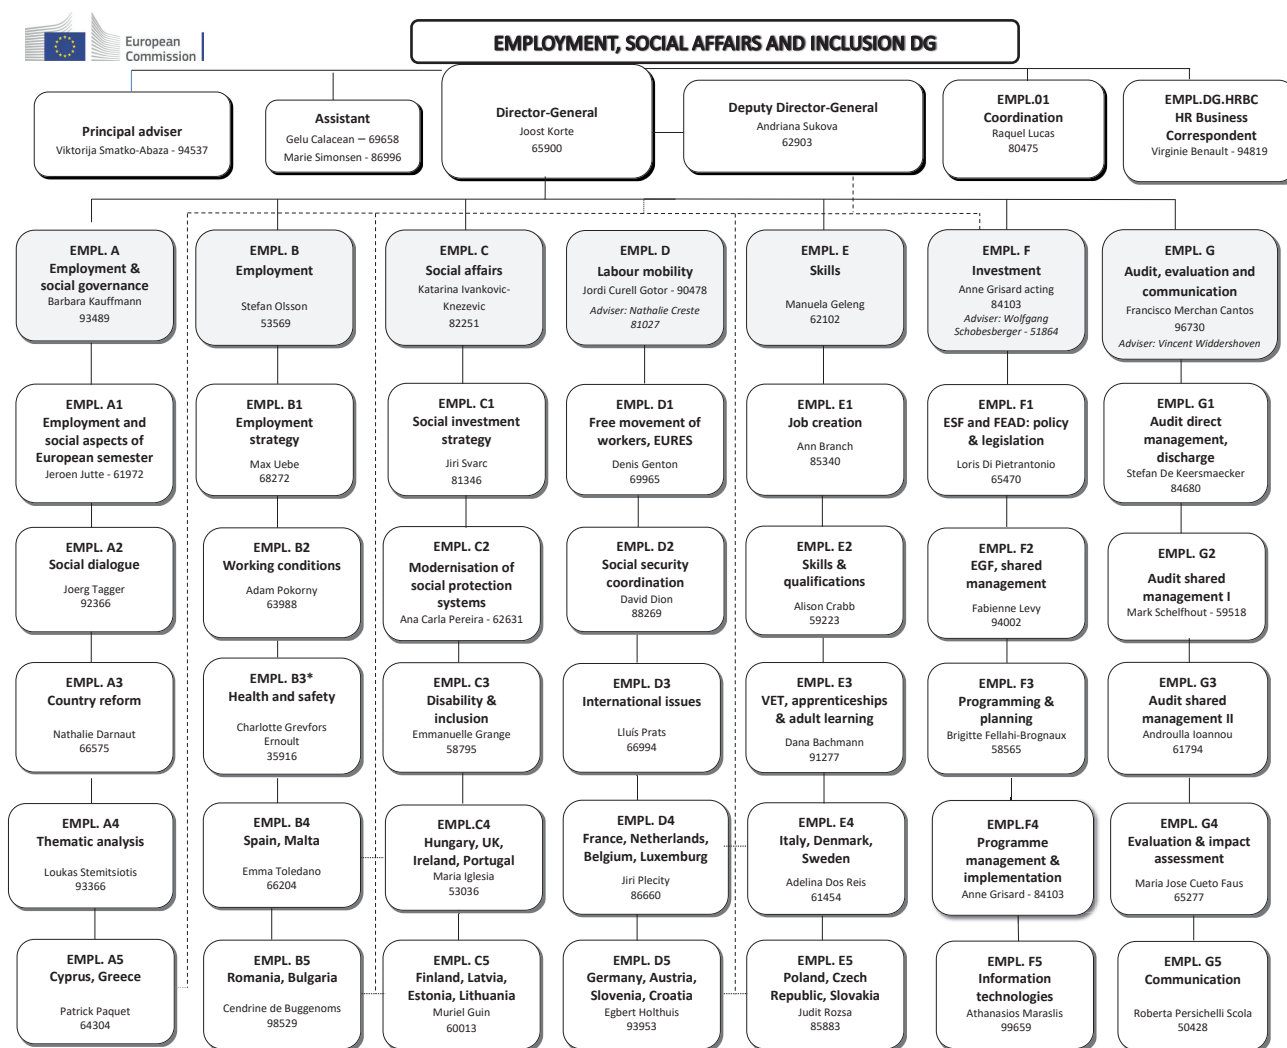 European
Commission
EMPLOYMENT, SOCIAL AFFAIRS AND INCLUSION DG
Principal adviser
Viktorija Smatko-Abaza - 94537
Assistant
Gelu Calacean – 69658
Marie Simonsen - 86996
Director-General
Joost Korte
65900
Deputy Director-General
Andriana Sukova
62903
EMPL.01
Coordination
Raquel Lucas
80475
EMPL.DG.HRBC
HR Business
Correspondent
Virginie Benault - 94819
EMPL. A
Employment &
social governance
Barbara Kauffmann
93489
EMPL. B
Employment
Stefan Olsson
53569
EMPL. C
Social affairs
Katarina Ivankovic-
Knezevic
82251
EMPL. D
Labour mobility
Jordi Curell Gotor - 90478
Adviser: Nathalie Creste
81027
EMPL. E
Skills
Manuela Geleng
62102
EMPL. F
Investment
Anne Grisard acting
84103
Adviser: Wolfgang
Schobesberger - 51864
EMPL. G
Audit, evaluation and
communication
Francisco Merchan Cantos
96730
Adviser: Vincent Widdershoven
EMPL. A1
Employment and
social aspects of
European semester
Jeroen Jutte - 61972
EMPL. B1
Employment
strategy
Max Uebe
68272
EMPL. C1
Social investment
strategy
Jiri Svarc
81346
EMPL. D1
Free movement of
workers, EURES
Denis Genton
69965
EMPL. E1
Job creation
Ann Branch
85340
EMPL. F1
ESF and FEAD: policy
& legislation
Loris Di Pietrantonio
65470
EMPL. G1
Audit direct
management,
discharge
Stefan De Keersmaecker
84680
EMPL. A2
Social dialogue
Joerg Tagger
92366
EMPL. B2
Working conditions
Adam Pokorny
63988
EMPL. C2
Modernisation of
social protection
systems
Ana Carla Pereira - 62631
EMPL. D2
Social security
coordination
David Dion
88269
EMPL. E2
Skills &
qualifications
Alison Crabb
59223
EMPL. F2
EGF, shared
management
Fabienne Levy
94002
EMPL. G2
Audit shared
management I
Mark Schelfhout - 59518
EMPL. A3
Country reform
Nathalie Darnaut
66575
EMPL. B3*
Health and safety
Charlotte Grevfors
Ernoult
35916
EMPL. C3
Disability &
inclusion
Emmanuelle Grange
58795
EMPL. D3
International issues
Lluís Prats
66994
EMPL. E3
VET, apprenticeships
& adult learning
Dana Bachmann
91277
EMPL. F3
Programming &
planning
Brigitte Fellahi-Brognaux
58565
EMPL. G3
Audit shared
management II
Androulla Ioannou
61794
EMPL. A4
Thematic analysis
Loukas Stemitsiotis
93366
EMPL. B4
Spain, Malta
Emma Toledano
66204
EMPL.C4
Hungary, UK,
Ireland, Portugal
Maria Iglesia
53036
EMPL. D4
France, Netherlands,
Belgium, Luxemburg
Jiri Plecity
86660
EMPL. E4
Italy, Denmark,
Sweden
Adelina Dos Reis
61454
EMPL.F4
Programme
management &
implementation
Anne Grisard - 84103
EMPL. G4
Evaluation & impact
assessment
Maria Jose Cueto Faus
65277
EMPL. A5
Cyprus, Greece
Patrick Paquet
64304
EMPL. B5
Romania, Bulgaria
Cendrine de Buggenoms
98529
EMPL. C5
Finland, Latvia,
Estonia, Lithuania
Muriel Guin
60013
EMPL. D5
Germany, Austria,
Slovenia, Croatia
Egbert Holthuis
93953
EMPL. E5
Poland, Czech
Republic, Slovakia
Judit Rozsa
85883
EMPL. F5
Information
technologies
Athanasios Maraslis
99659
EMPL. G5
Communication
Roberta Persichelli Scola
50428